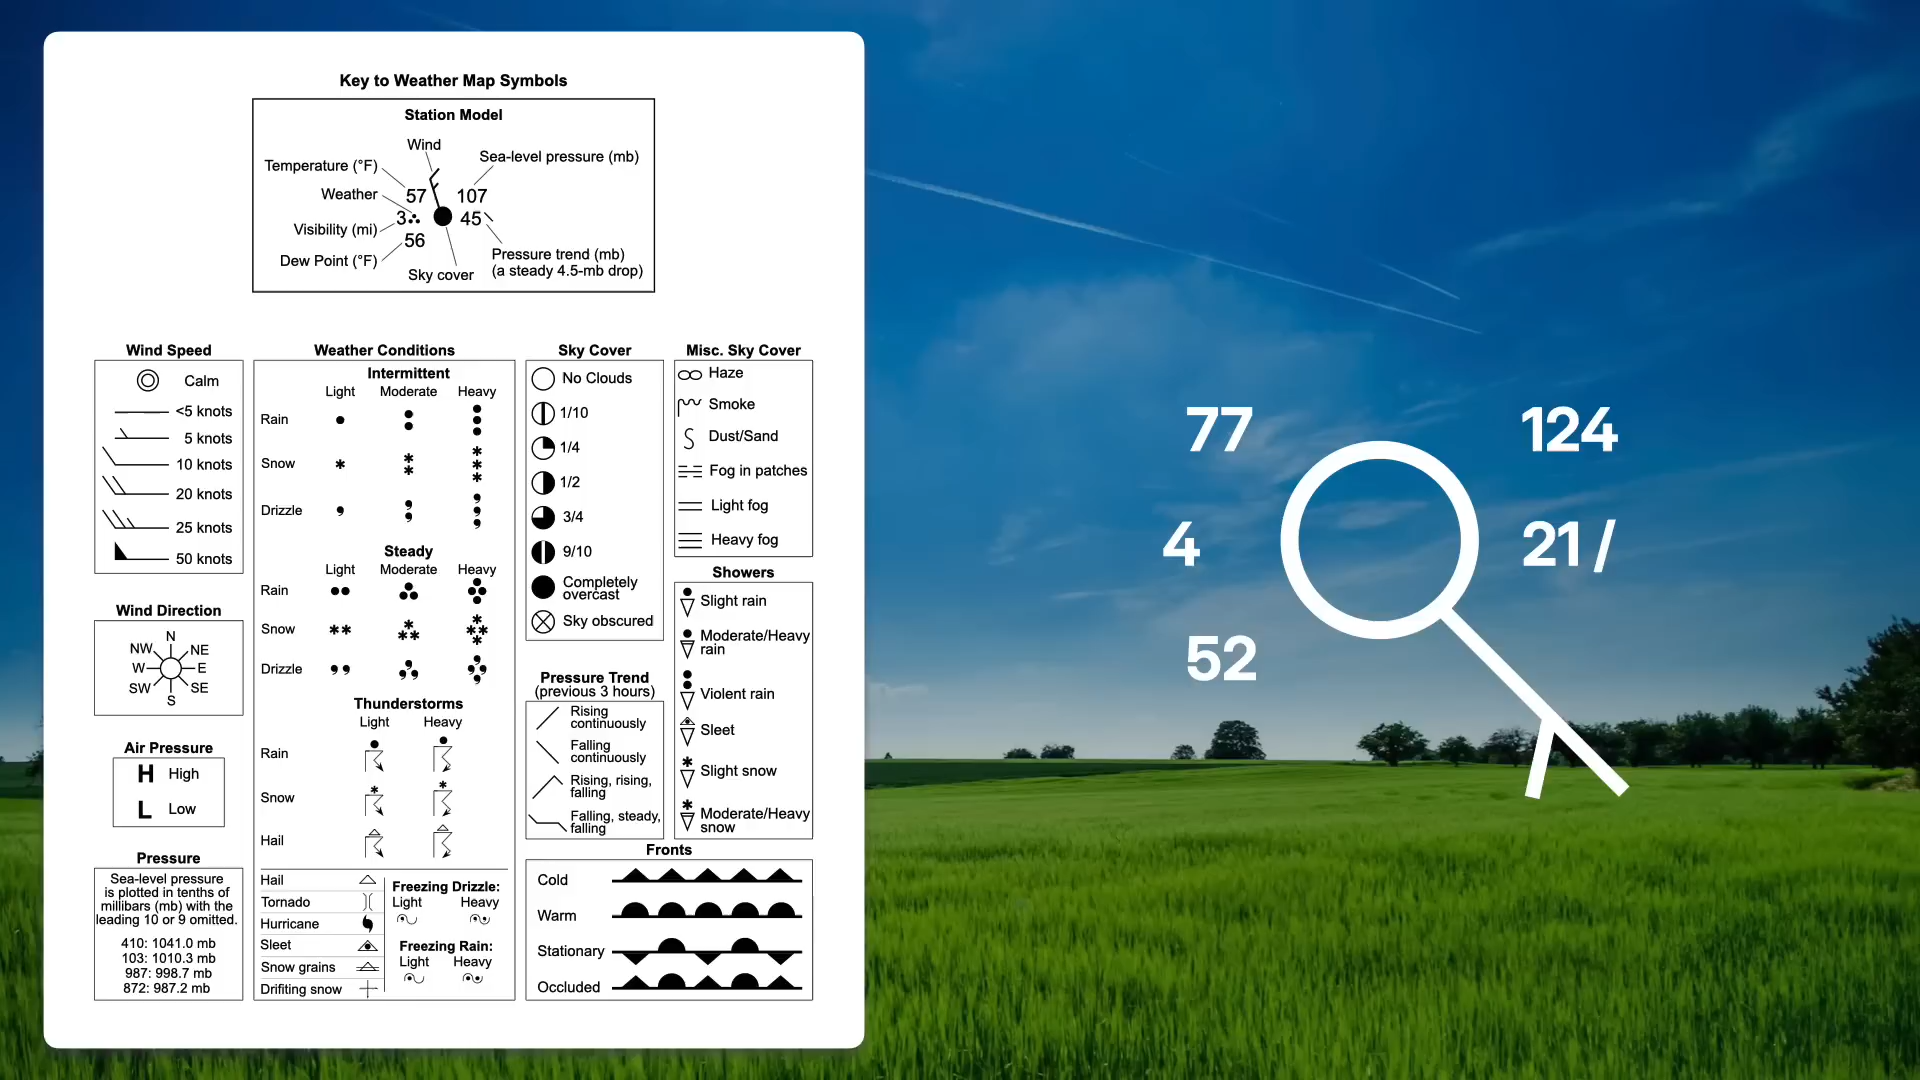 Key to Weather Map Symbols
Station Model
Wind
Sea-level pressure (mb)
Temperature (°F)
Weather
57
107
3
45
Visibility (mi)
56
Dew Point (°F)
Pressure trend (mb)
(a steady 4.5-mb drop)
Sky cover
Wind Speed
Calm
<5 knots
5 knots
10 knots
20 knots
25 knots
50 knots
Wind Direction
N
NW
NE
W
E
SW
SE
S
Air Pressure
H High
L Low
Pressure
Sea-level pressure
is plotted in tenths of
millibars (mb) with the
leading 10 or 9 omitted.
410: 1041.0 mb
103: 1010.3 mb
987: 998.7 mb
872: 987.2 mb
Weather Conditions
Intermittent
Light Moderate Heavy
Rain
Snow
Drizzle
Steady
Light Moderate Heavy
Rain
Snow
Drizzle
Thunderstorms
Light Heavy
Rain
Snow
Hail
Hail
Tornado
Hurricane
Sleet
Snow grains
Drifiting snow
Freezing Drizzle:
Light Heavy
Freezing Rain:
Light Heavy
Sky Cover
No Clouds
1/10
1/4
1/2
3/4
9/10
Completely
overcast
Sky obscured
Pressure Trend
(previous 3 hours)
Rising
continuously
Falling
continuously
Rising, rising,
falling
Falling, steady,
falling
Misc. Sky Cover
Haze
Smoke
Dust/Sand
Fog in patches
Light fog
Heavy fog
Showers
Slight rain
Moderate/Heavy
rain
Violent rain
Sleet
Slight snow
Moderate/Heavy
snow
Fronts
Cold
Warm
Stationary
Occluded
77
124
4
21 /
52